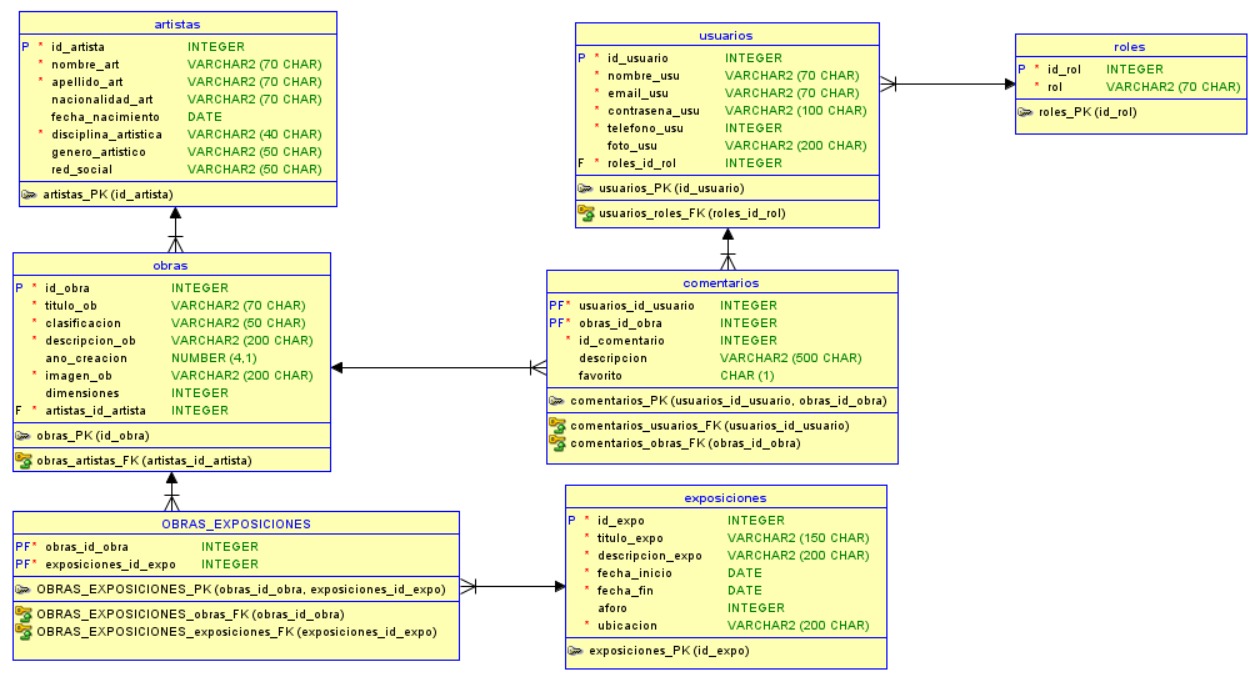 artistas
P * id_artista INTEGER
* nombre_art VARCHAR2 (70 CHAR)
* apellido_art VARCHAR2 (70 CHAR)
nacionalidad_art VARCHAR2 (70 CHAR)
fecha_nacimiento DATE
* disciplina_artistica VARCHAR2 (40 CHAR)
genero_artistico VARCHAR2 (50 CHAR)
red_social VARCHAR2 (50 CHAR)
artistas_PK (id_artista)
usuarios
P * id_usuario INTEGER
* nombre_usu VARCHAR2 (70 CHAR)
* email_usu VARCHAR2 (70 CHAR)
* contrasena_usu VARCHAR2 (100 CHAR)
* telefono_usu INTEGER
foto_usu VARCHAR2 (200 CHAR)
F * roles_id_rol INTEGER
usuarios_PK (id_usuario)
usuarios_roles_FK (roles_id_rol)
roles
P * id_rol INTEGER
* rol VARCHAR2 (70 CHAR)
roles_PK (id_rol)
obras
P * id_obra INTEGER
* titulo_ob VARCHAR2 (70 CHAR)
* clasificacion VARCHAR2 (50 CHAR)
* descripcion_ob VARCHAR2 (200 CHAR)
ano_creacion NUMBER (4,1)
* imagen_ob VARCHAR2 (200 CHAR)
dimensiones INTEGER
F * artistas_id_artista INTEGER
obras_PK (id_obra)
obras_artistas_FK (artistas_id_artista)
comentarios
PF* usuarios_id_usuario INTEGER
PF* obras_id_obra INTEGER
* id_comentario INTEGER
descripcion VARCHAR2 (500 CHAR)
favorito CHAR (1)
comentarios_PK (usuarios_id_usuario, obras_id_obra)
comentarios_usuarios_FK (usuarios_id_usuario)
comentarios_obras_FK (obras_id_obra)
OBRAS_EXPOSICIONES
PF* obras_id_obra INTEGER
PF* exposiciones_id_expo INTEGER
OBRAS_EXPOSICIONES_PK (obras_id_obra, exposiciones_id_expo)
OBRAS_EXPOSICIONES_obras_FK (obras_id_obra)
OBRAS_EXPOSICIONES_exposiciones_FK (exposiciones_id_expo)
exposiciones
P * id_expo INTEGER
* titulo_expo VARCHAR2 (150 CHAR)
* descripcion_expo VARCHAR2 (200 CHAR)
* fecha_inicio DATE
* fecha_fin DATE
aforo INTEGER
* ubicacion VARCHAR2 (200 CHAR)
exposiciones_PK (id_expo)